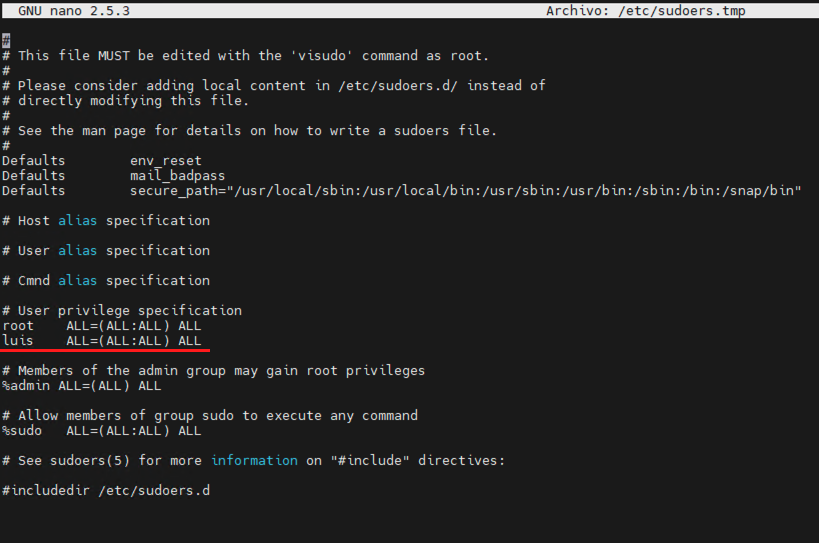 GNU nano 2.5.3 Archivo: /etc/sudoers.tmp
#
# This file MUST be edited with the 'visudo' command as root.
#
# Please consider adding local content in /etc/sudoers.d/ instead of
# directly modifying this file.
#
# See the man page for details on how to write a sudoers file.
#
Defaults env_reset
Defaults mail_badpass
Defaults secure_path="/usr/local/sbin:/usr/local/bin:/usr/sbin:/usr/bin:/sbin:/bin:/snap/bin"
# Host alias specification
# User alias specification
# Cmnd alias specification
# User privilege specification
root ALL=(ALL:ALL) ALL
luis ALL=(ALL:ALL) ALL
# Members of the admin group may gain root privileges
%admin ALL=(ALL) ALL
# Allow members of group sudo to execute any command
%sudo ALL=(ALL:ALL) ALL
# See sudoers(5) for more information on "#include" directives:
#includedir /etc/sudoers.d